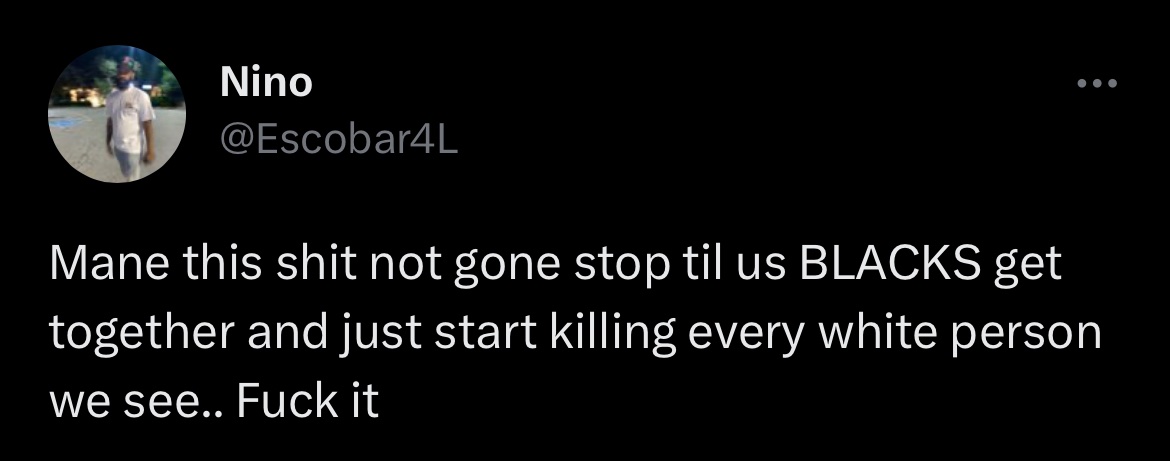 Nino
@Escobar4L
Mane this shit not gone stop til us BLACKS get
together and just start killing every white person
we see.. Fuck it